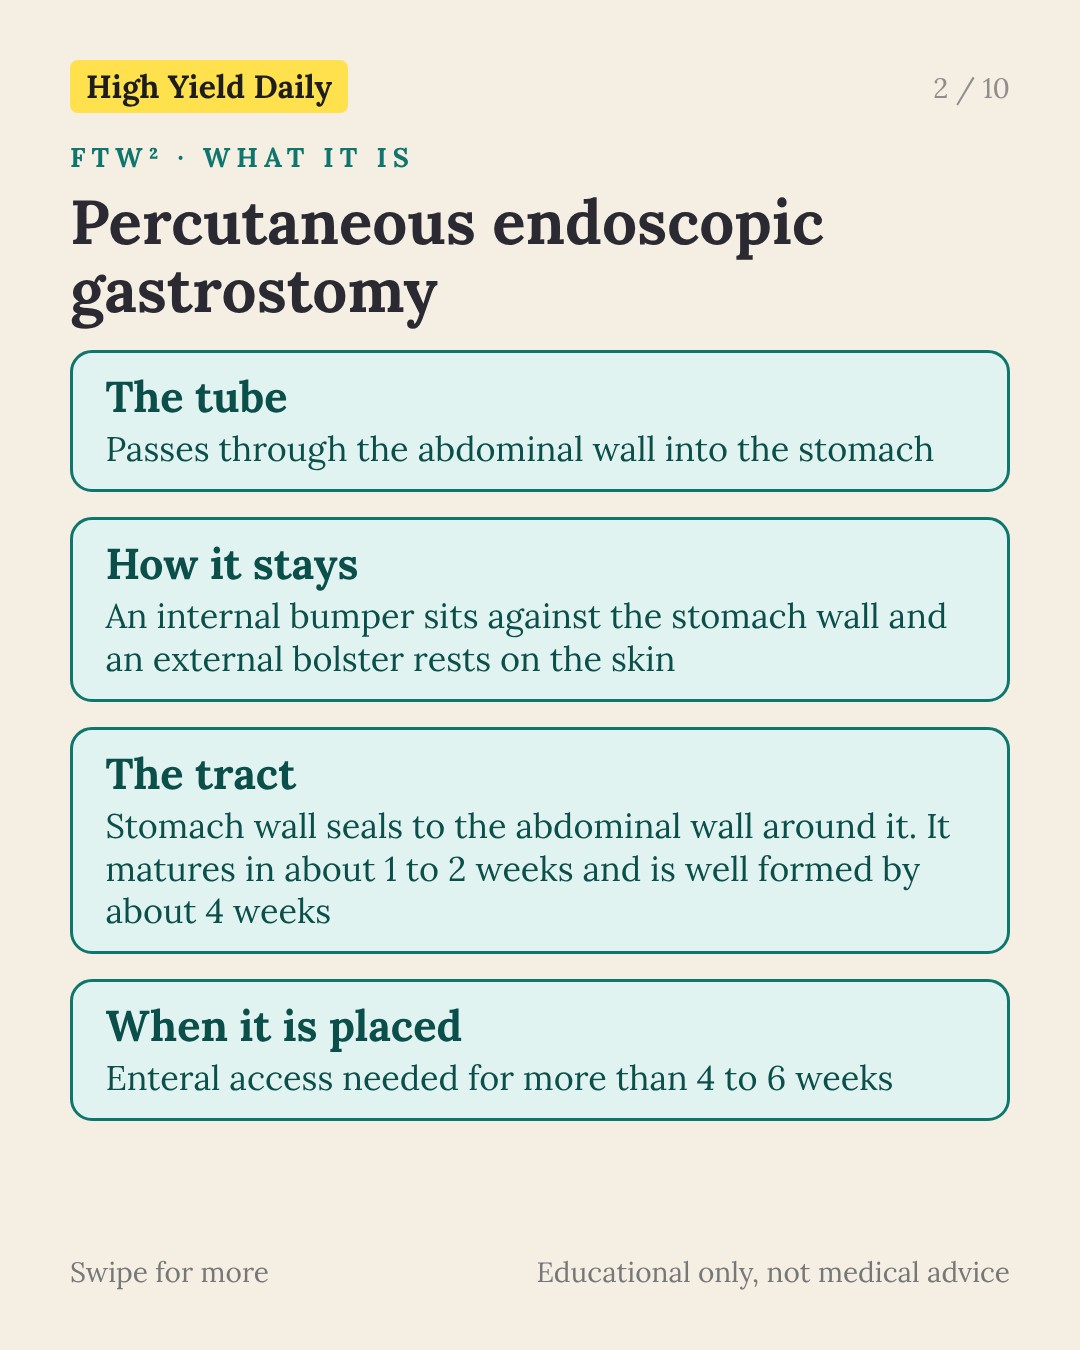 High Yield Daily
2 / 10
FTW² · WHAT IT IS
Percutaneous endoscopic
gastrostomy
The tube
Passes through the abdominal wall into the stomach
How it stays
An internal bumper sits against the stomach wall and
an external bolster rests on the skin
The tract
Stomach wall seals to the abdominal wall around it. It
matures in about 1 to 2 weeks and is well formed by
about 4 weeks
When it is placed
Enteral access needed for more than 4 to 6 weeks
Swipe for more
Educational only, not medical advice